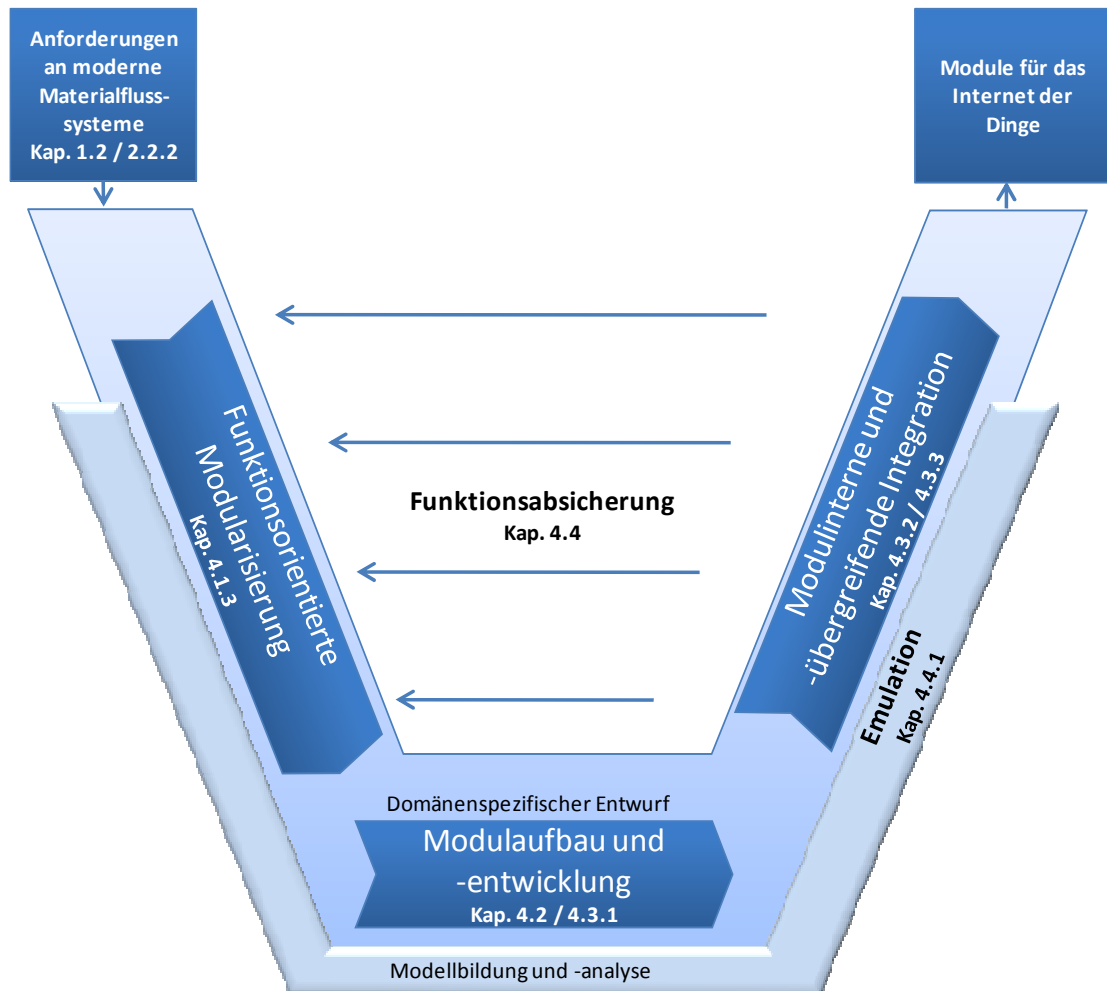 Anforderungen
an moderne
Materialfluss-
systeme
Kap. 1.2 / 2.2.2
Module für das
Internet der
Dinge
Funktionsorientierte
Modularisierung
Kap. 4.1.3
Funktionsabsicherung
Kap. 4.4
Modulinterne und
-übergreifende Integration
Kap. 4.3.2 / 4.3.3
Emulation
Kap. 4.4.1
Domänenspezifischer Entwurf
Modulaufbau und
-entwicklung
Kap. 4.2 / 4.3.1
Modellbildung und -analyse